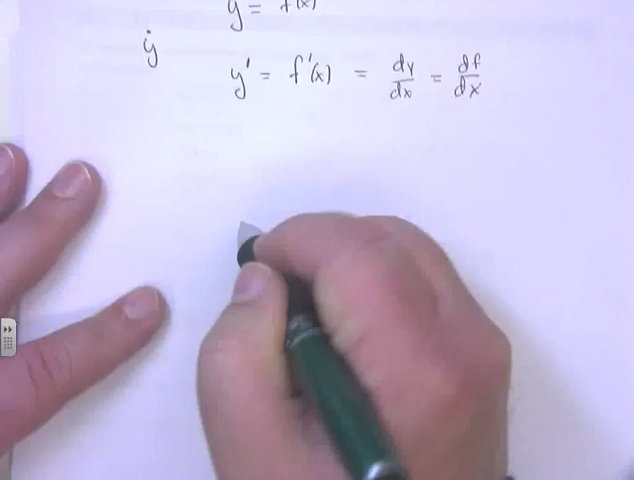 y = f(x)
ẏ
y' = f'(x) = dy/dx = df/dx